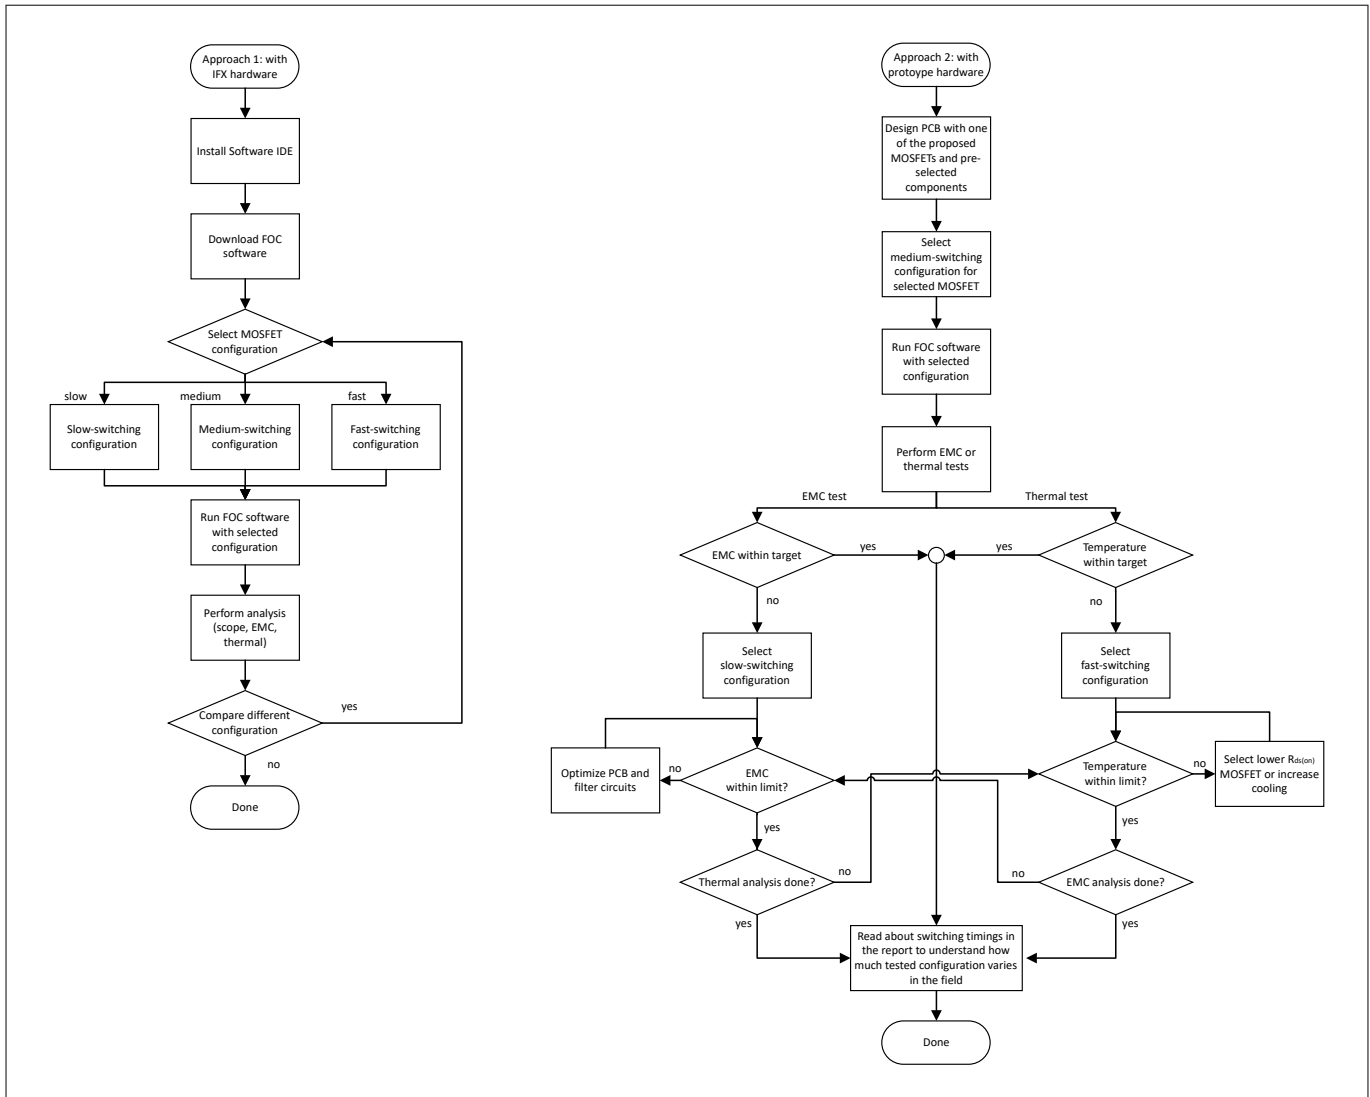 Approach 1: with
IFX hardware
Install Software IDE
Download FOC
software
Select MOSFET
configuration
slow
medium
fast
Slow-switching
configuration
Medium-switching
configuration
Fast-switching
configuration
Run FOC software
with selected
configuration
Perform analysis
(scope, EMC,
thermal)
Compare different
configuration
yes
no
Done
Approach 2: with
protoype hardware
Design PCB with one
of the proposed
MOSFETs and pre-
selected
components
Select
medium-switching
configuration for
selected MOSFET
Run FOC software
with selected
configuration
Perform EMC or
thermal tests
EMC test
Thermal test
EMC within target
yes
yes
Temperature
within target
no
no
Select
slow-switching
configuration
Select
fast-switching
configuration
Optimize PCB and
filter circuits
no
EMC
within limit?
Temperature
within limit?
no
Select lower Rds(on)
MOSFET or increase
cooling
yes
yes
Thermal analysis done?
no
no
EMC analysis done?
yes
yes
Read about switching timings in
the report to understand how
much tested configuration varies
in the field
Done